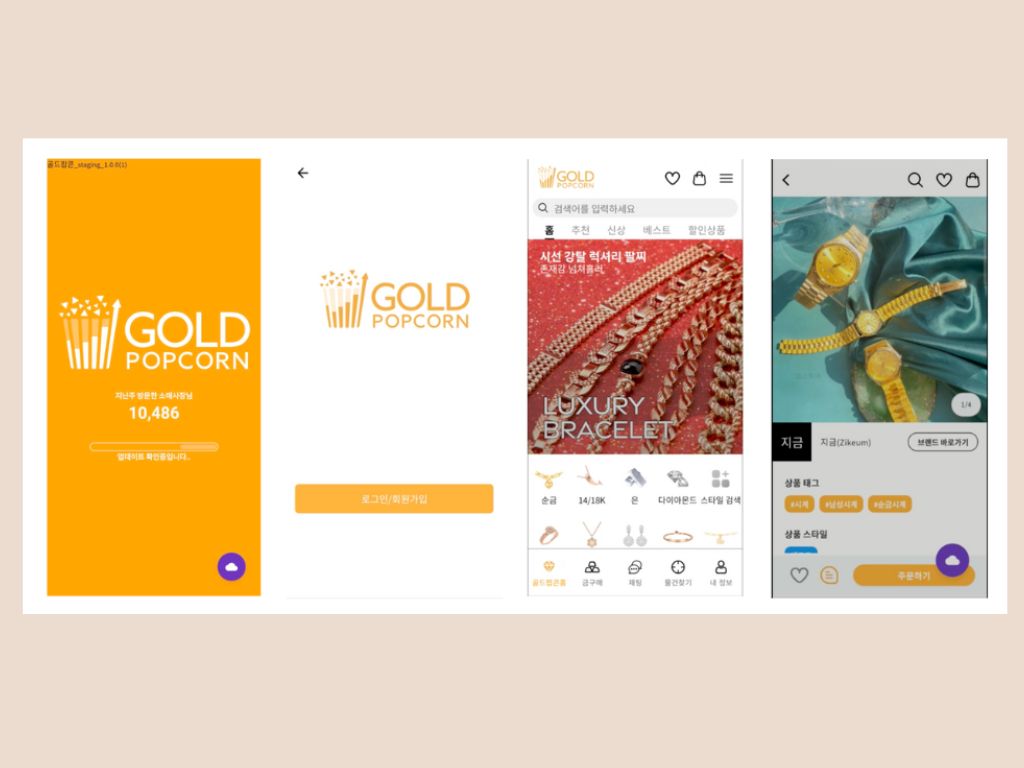 골드팝콘_staging_1.0.0(1)
GOLD
POPCORN
지난주 방문한 소매사장님
10,486
업데이트 확인중입니다..
GOLD
POPCORN
로그인/회원가입
GOLD
POPCORN
검색어를 입력하세요
홈 추천 신상 베스트 할인상품
시선 강탈 럭셔리 팔찌
존재감 넘쳐흘러
LUXURY
BRACELET
순금 14/18K 은 다이아몬드 스타일 검색
골드팝콘홈 금구매 채팅 물건찾기 내 정보
1/4
지금 지금(Zikeum) 브랜드 바로가기
상품 태그
#시계 #남성시계 #순금시계
상품 스타일
주문하기